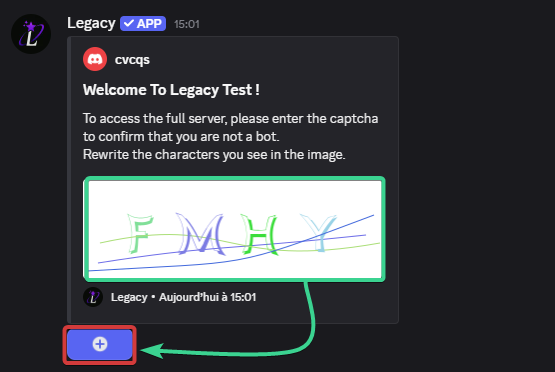 Legacy ✓ APP 15:01
cvcqs
Welcome To Legacy Test !
To access the full server, please enter the captcha
to confirm that you are not a bot.
Rewrite the characters you see in the image.
F M H Y
Legacy • Aujourd'hui à 15:01